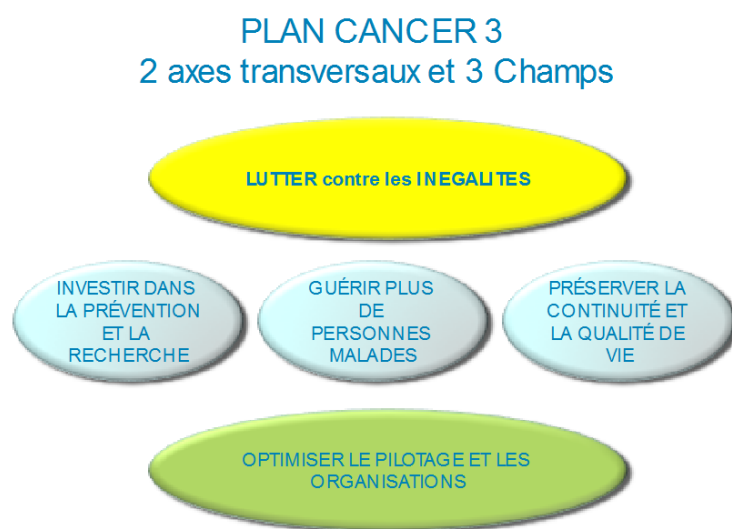 PLAN CANCER 3
2 axes transversaux et 3 Champs
LUTTER contre les INEGALITES
INVESTIR DANS
LA PRÉVENTION
ET LA
RECHERCHE
GUÉRIR PLUS
DE
PERSONNES
MALADES
PRÉSERVER LA
CONTINUITÉ ET
LA QUALITÉ DE
VIE
OPTIMISER LE PILOTAGE ET LES
ORGANISATIONS